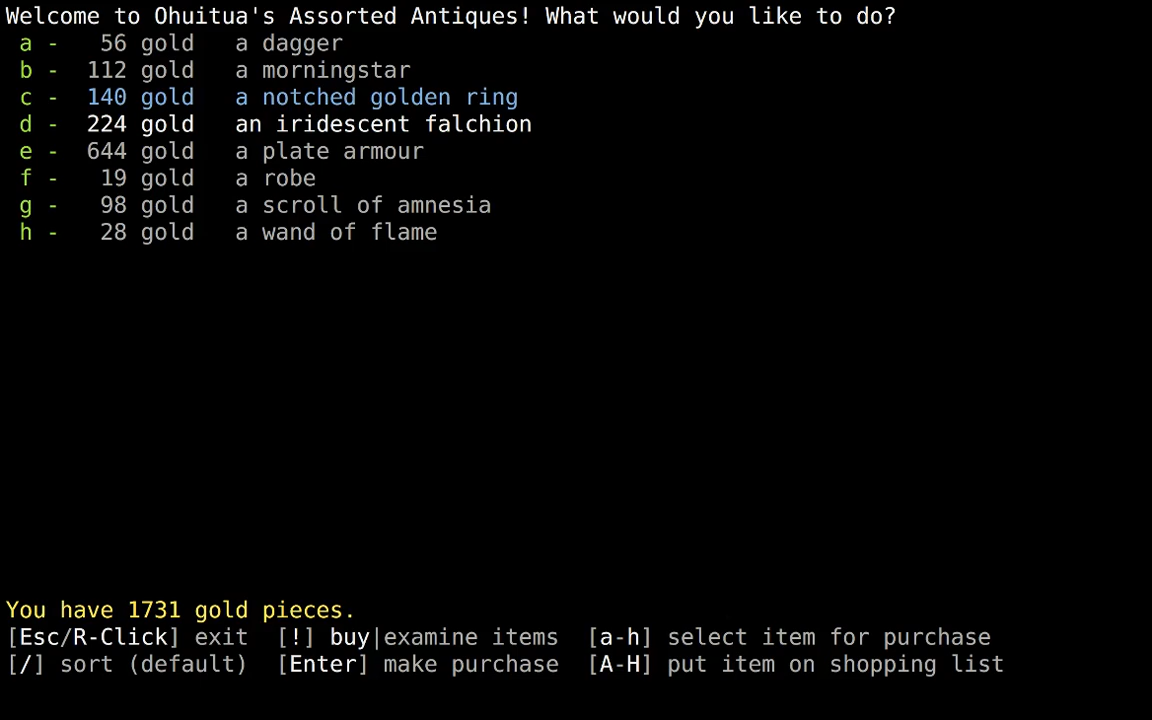 Welcome to Ohuitua's Assorted Antiques! What would you like to do?
a -   56 gold   a dagger
b -  112 gold   a morningstar
c -  140 gold   a notched golden ring
d -  224 gold   an iridescent falchion
e -  644 gold   a plate armour
f -   19 gold   a robe
g -   98 gold   a scroll of amnesia
h -   28 gold   a wand of flame
You have 1731 gold pieces.
[Esc/R-Click] exit  [!] buy|examine items  [a-h] select item for purchase
[/] sort (default)  [Enter] make purchase  [A-H] put item on shopping list